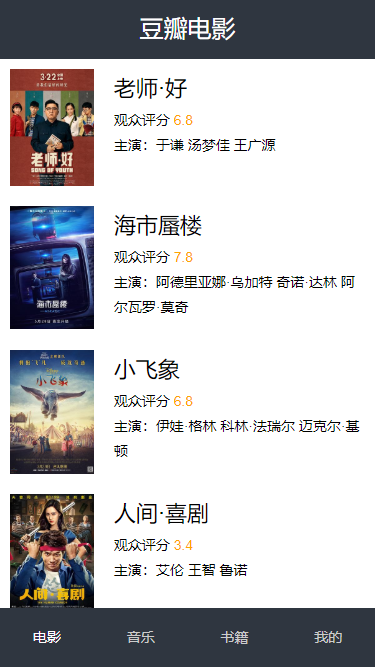 豆瓣电影
3·22
老师·好
SONG OF YOUTH
老师·好
观众评分 6.8
主演：于谦 汤梦佳 王广源
海市蜃楼
海市蜃楼
观众评分 7.8
主演：阿德里亚娜·乌加特 奇诺·达林 阿
尔瓦罗·莫奇
小飞象
小飞象
观众评分 6.8
主演：伊娃·格林 科林·法瑞尔 迈克尔·基
顿
人间·喜剧
人间·喜剧
观众评分 3.4
主演：艾伦 王智 鲁诺
电影
音乐
书籍
我的